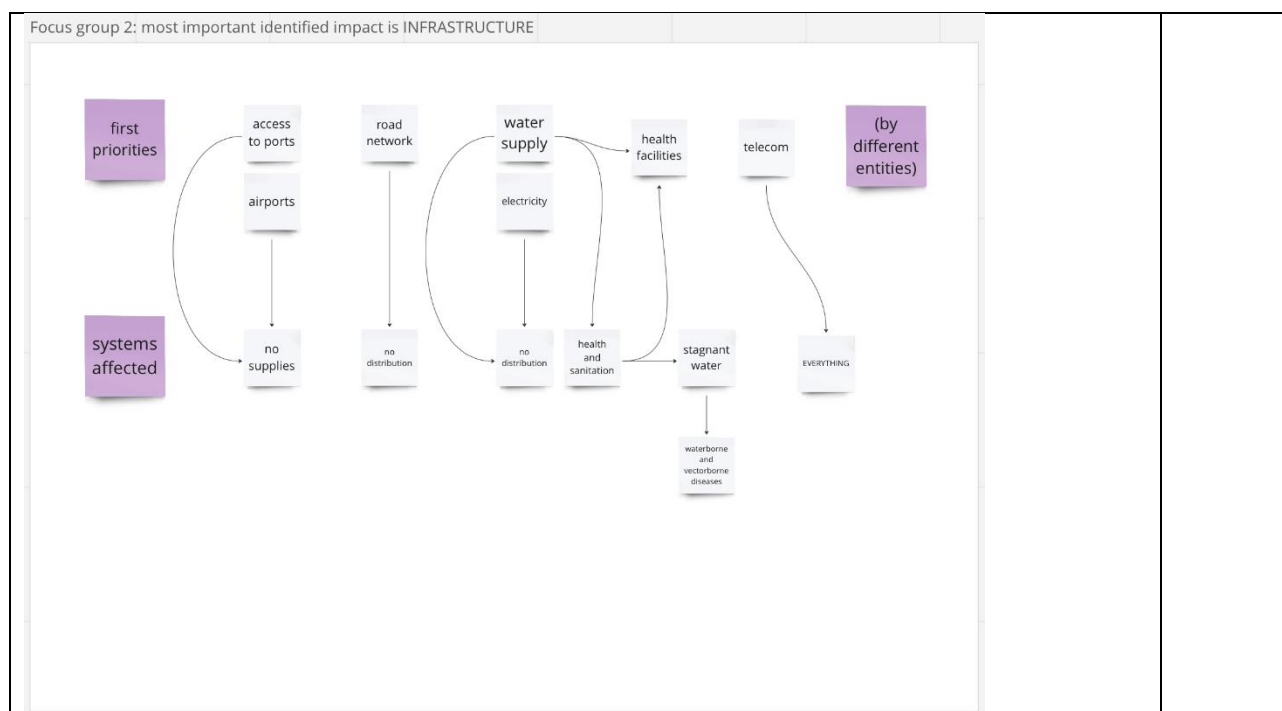 Focus group 2: most important identified impact is INFRASTRUCTURE
first
priorities
access
to ports
road
network
water
supply
health
facilities
telecom
(by
different
entities)
airports
electricity
systems
affected
no
supplies
no
distribution
no
distribution
health
and
sanitation
stagnant
water
EVERYTHING
waterborne
and
vectorborne
diseases